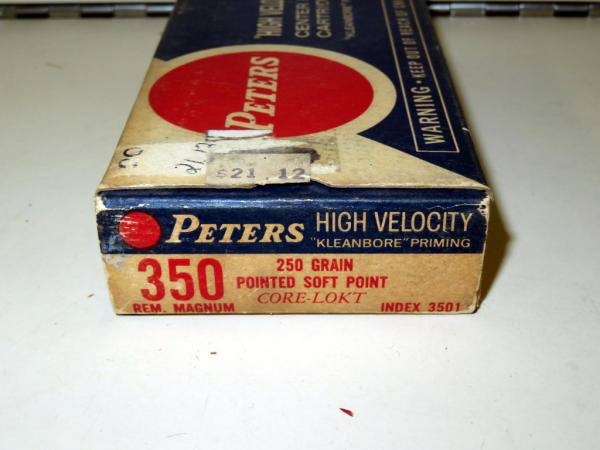 "HIGH VELO
CENTER
CARTRID
"KLEANBORE" P
WARNING • KEEP OUT OF REACH OF
PETERS
20
$21.12
PETERS HIGH VELOCITY
"KLEANBORE" PRIMING
350
REM. MAGNUM
250 GRAIN
POINTED SOFT POINT
CORE-LOKT
INDEX 3501